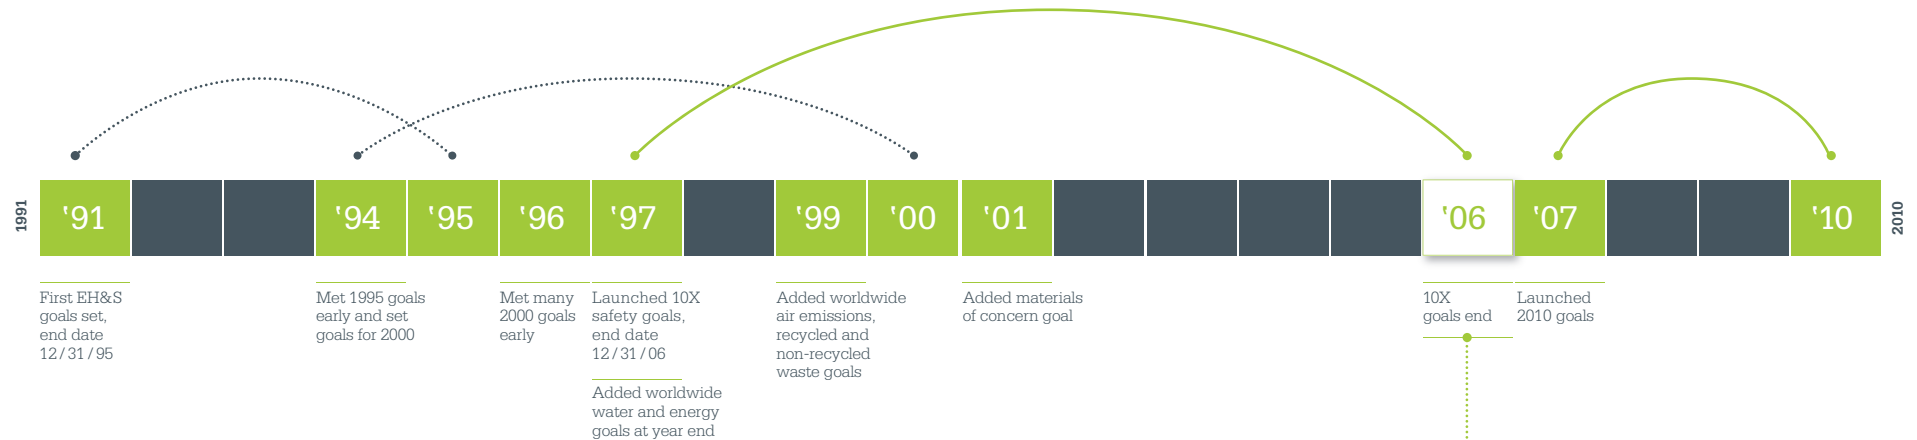 1991
‘91
‘94
‘95
‘96
‘97
‘99
‘00
‘01
‘06
‘07
‘10
2010
First EH&S
goals set,
end date
12 / 31 / 95
Met 1995 goals
early and set
goals for 2000
Met many
2000 goals
early
Launched 10X
safety goals,
end date
12 / 31 / 06
Added worldwide
water and energy
goals at year end
Added worldwide
air emissions,
recycled and
non-recycled
waste goals
Added materials
of concern goal
10X
goals end
Launched
2010 goals